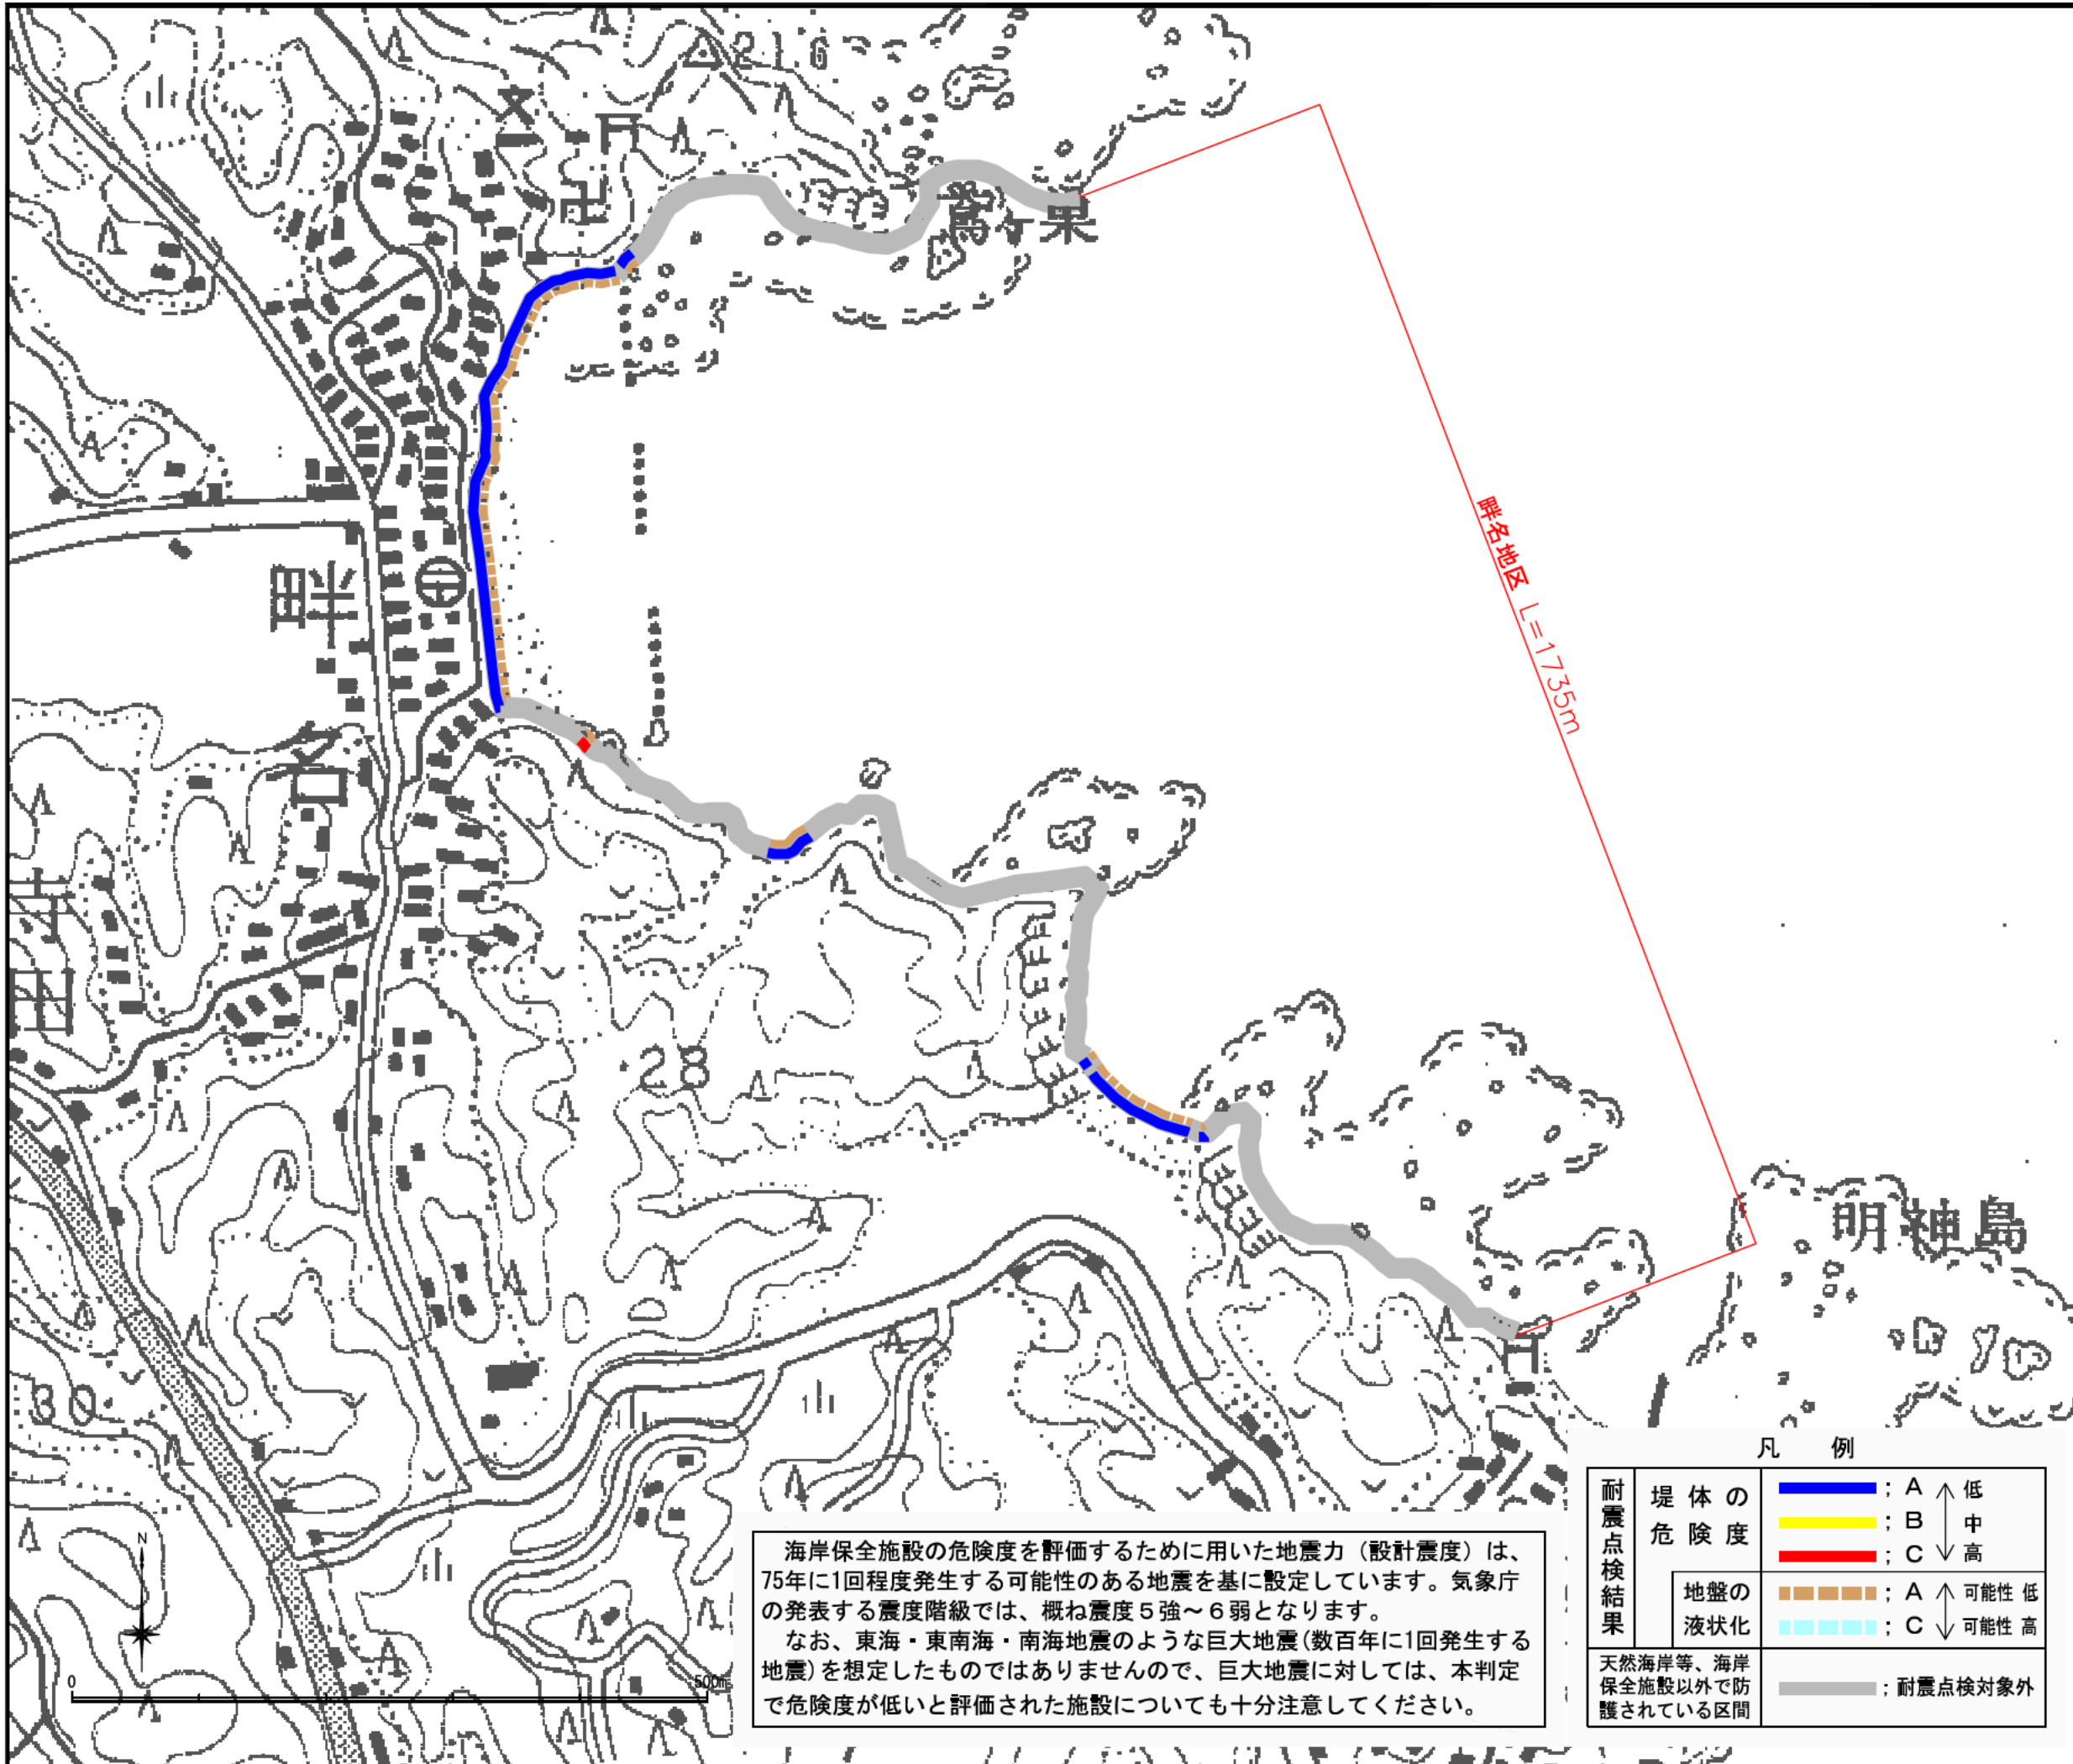 216
鳶ヶ巣
畔名地区 L=1735m
畔
名
寺
田
28
明神島
30
N
0 500m
海岸保全施設の危険度を評価するために用いた地震力（設計震度）は、
75年に1回程度発生する可能性のある地震を基に設定しています。気象庁
の発表する震度階級では、概ね震度５強～６弱となります。
なお、東海・東南海・南海地震のような巨大地震(数百年に1回発生する
地震)を想定したものではありませんので、巨大地震に対しては、本判定
で危険度が低いと評価された施設についても十分注意してください。
凡 例
耐震点検結果
堤体の
危険度
; A 低
; B 中
; C 高
地盤の
液状化
; A 可能性 低
; C 可能性 高
天然海岸等、海岸
保全施設以外で防
護されている区間
; 耐震点検対象外